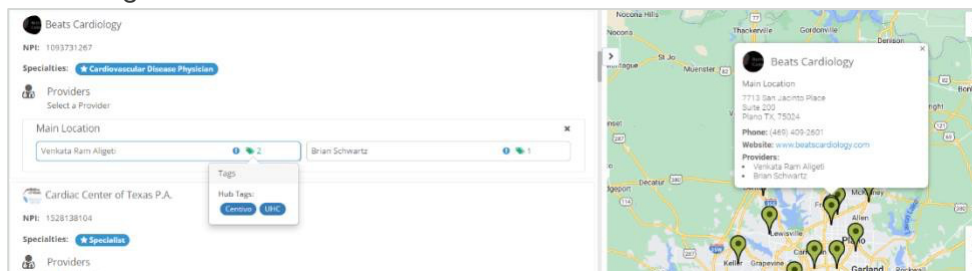 Beats Cardiology
NPI: 1093731267
Specialties: Cardiovascular Disease Physician
Providers
Select a Provider
Main Location
Venkata Ram Aligeti 2
Brian Schwartz 1
Tags
Hub Tags:
Centivo UHC
Cardiac Center of Texas P.A.
NPI: 1528138104
Specialties: Specialist
Providers
Nocona Hills
Nocona
Thackerville
Gordonville
Denison
St Jo
Muenster
Beats Cardiology
Main Location
7713 San Jacinto Place
Suite 200
Plano TX, 75024
Phone: (469) 409-2601
Website: www.beatscardiology.com
Providers:
Venkata Ram Aligeti
Brian Schwartz
Decatur
McKinney
Allen
Lewisville
Plano
Keller
Grapevine
Garland
Rockwall